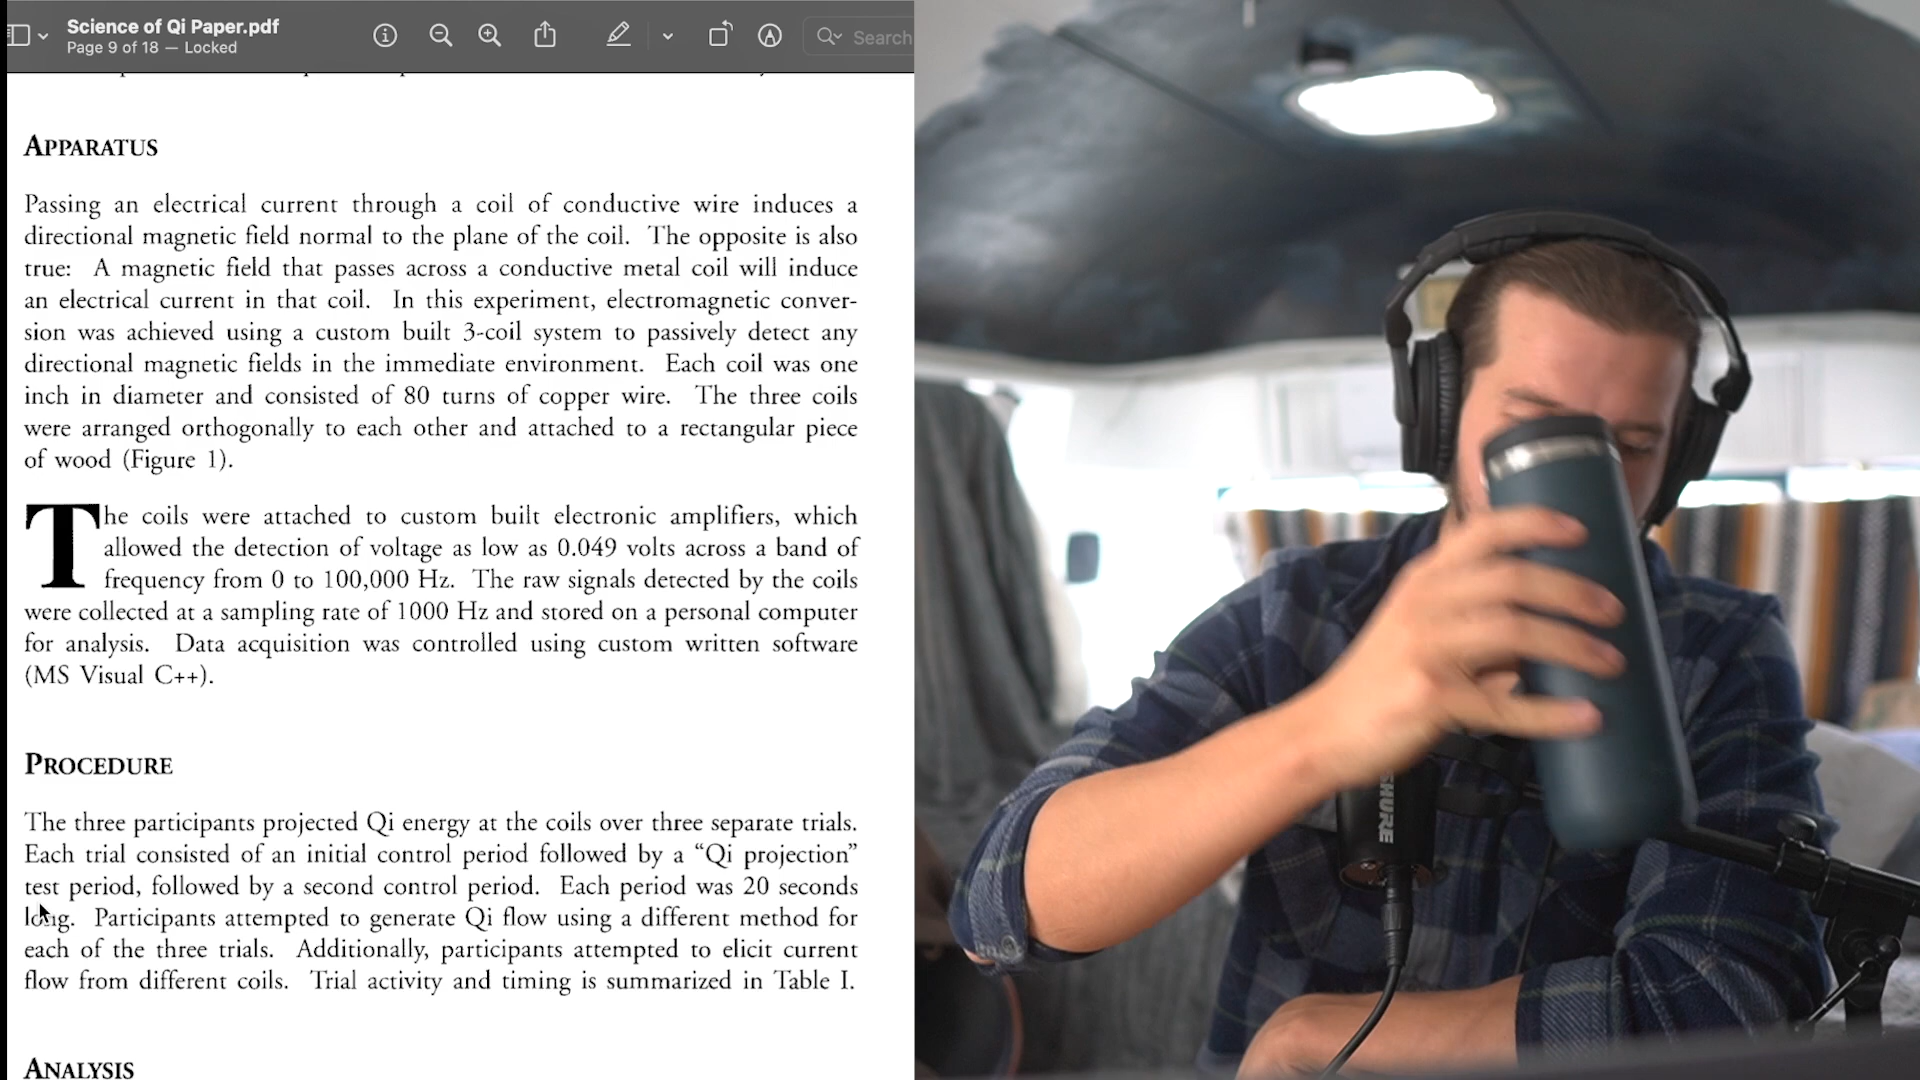 Science of Qi Paper.pdf
Page 9 of 18 — Locked
Search
APPARATUS
Passing an electrical current through a coil of conductive wire induces a
directional magnetic field normal to the plane of the coil. The opposite is also
true: A magnetic field that passes across a conductive metal coil will induce
an electrical current in that coil. In this experiment, electromagnetic conver-
sion was achieved using a custom built 3-coil system to passively detect any
directional magnetic fields in the immediate environment. Each coil was one
inch in diameter and consisted of 80 turns of copper wire. The three coils
were arranged orthogonally to each other and attached to a rectangular piece
of wood (Figure 1).
The coils were attached to custom built electronic amplifiers, which
allowed the detection of voltage as low as 0.049 volts across a band of
frequency from 0 to 100,000 Hz. The raw signals detected by the coils
were collected at a sampling rate of 1000 Hz and stored on a personal computer
for analysis. Data acquisition was controlled using custom written software
(MS Visual C++).
PROCEDURE
The three participants projected Qi energy at the coils over three separate trials.
Each trial consisted of an initial control period followed by a “Qi projection”
test period, followed by a second control period. Each period was 20 seconds
long. Participants attempted to generate Qi flow using a different method for
each of the three trials. Additionally, participants attempted to elicit current
flow from different coils. Trial activity and timing is summarized in Table I.
ANALYSIS
SHURE